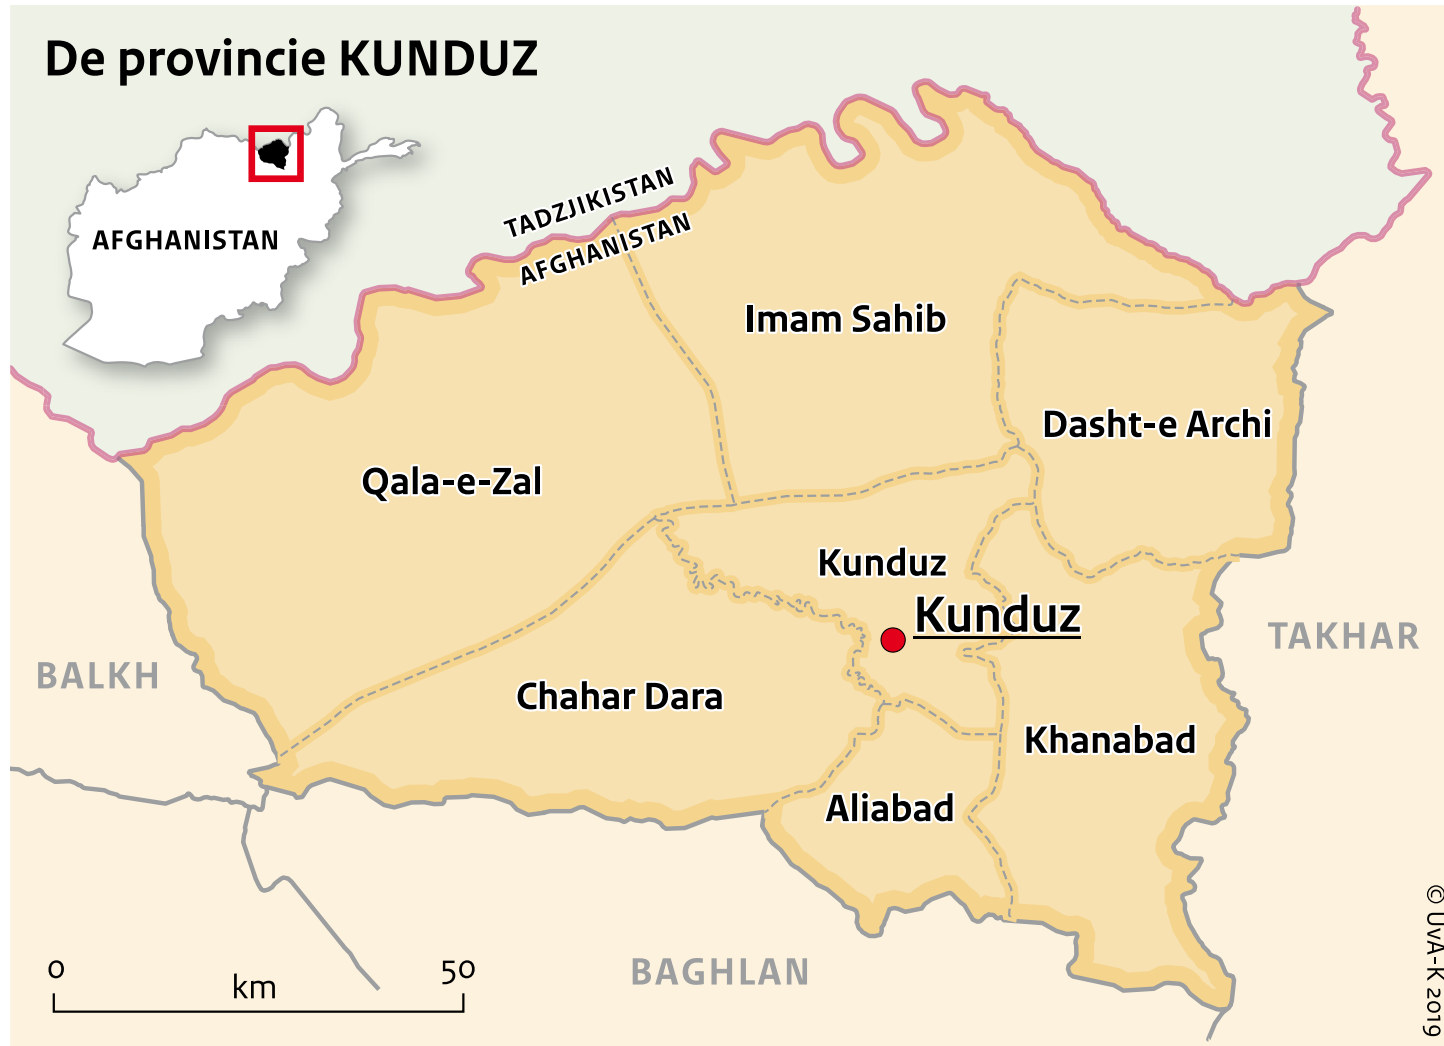 De provincie KUNDUZ
AFGHANISTAN
TADZJIKISTAN
AFGHANISTAN
Imam Sahib
Dasht-e Archi
Qala-e-Zal
Kunduz
Kunduz
TAKHAR
BALKH
Chahar Dara
Khanabad
Aliabad
BAGHLAN
0 50
km
© UvA-K 2019